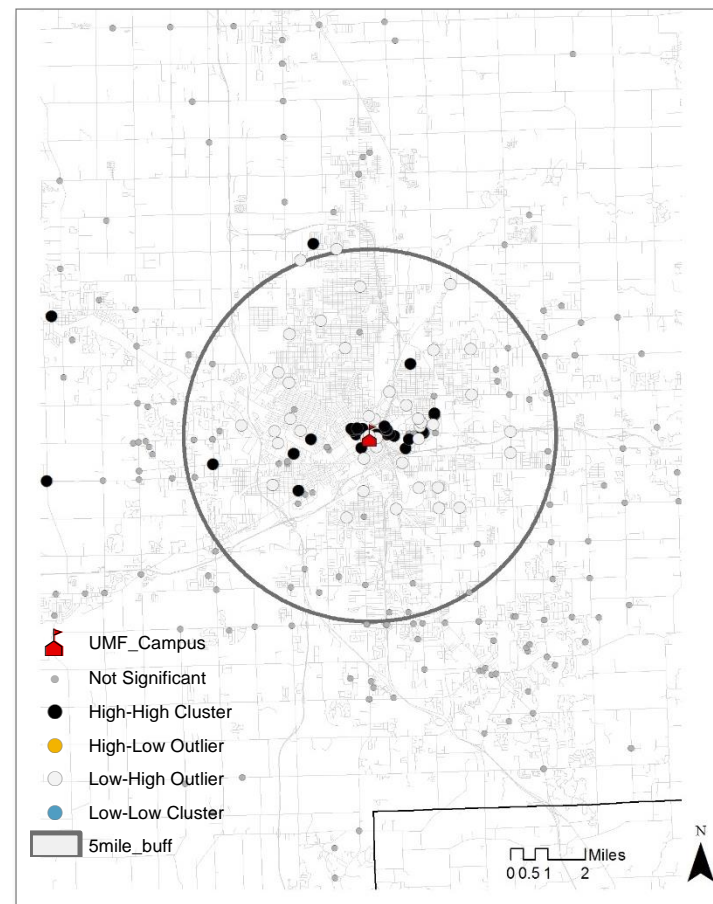 UMF_Campus
Not Significant
High-High Cluster
High-Low Outlier
Low-High Outlier
Low-Low Cluster
5mile_buff
N
Miles
0 0.5 1 2